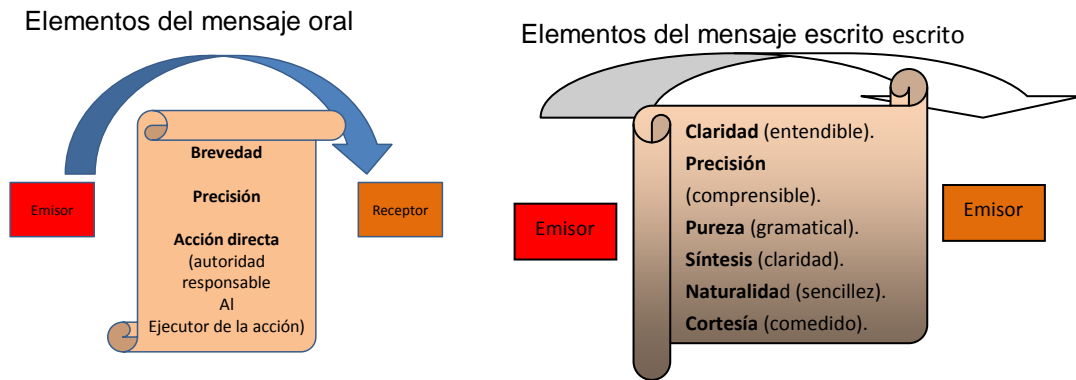 Elementos del mensaje oral
Brevedad
Precisión
Acción directa
(autoridad
responsable
Al
Ejecutor de la acción)
Emisor
Receptor
Elementos del mensaje escrito escrito
Claridad (entendible).
Precisión
(comprensible).
Pureza (gramatical).
Síntesis (claridad).
Naturalidad (sencillez).
Cortesía (comedido).
Emisor
Emisor